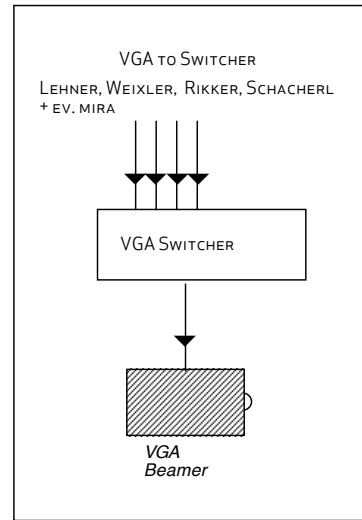 VGA TO SWITCHER
LEHNER, WEIXLER, RIKKER, SCHACHERL
+ EV. MIRA
VGA SWITCHER
VGA
Beamer